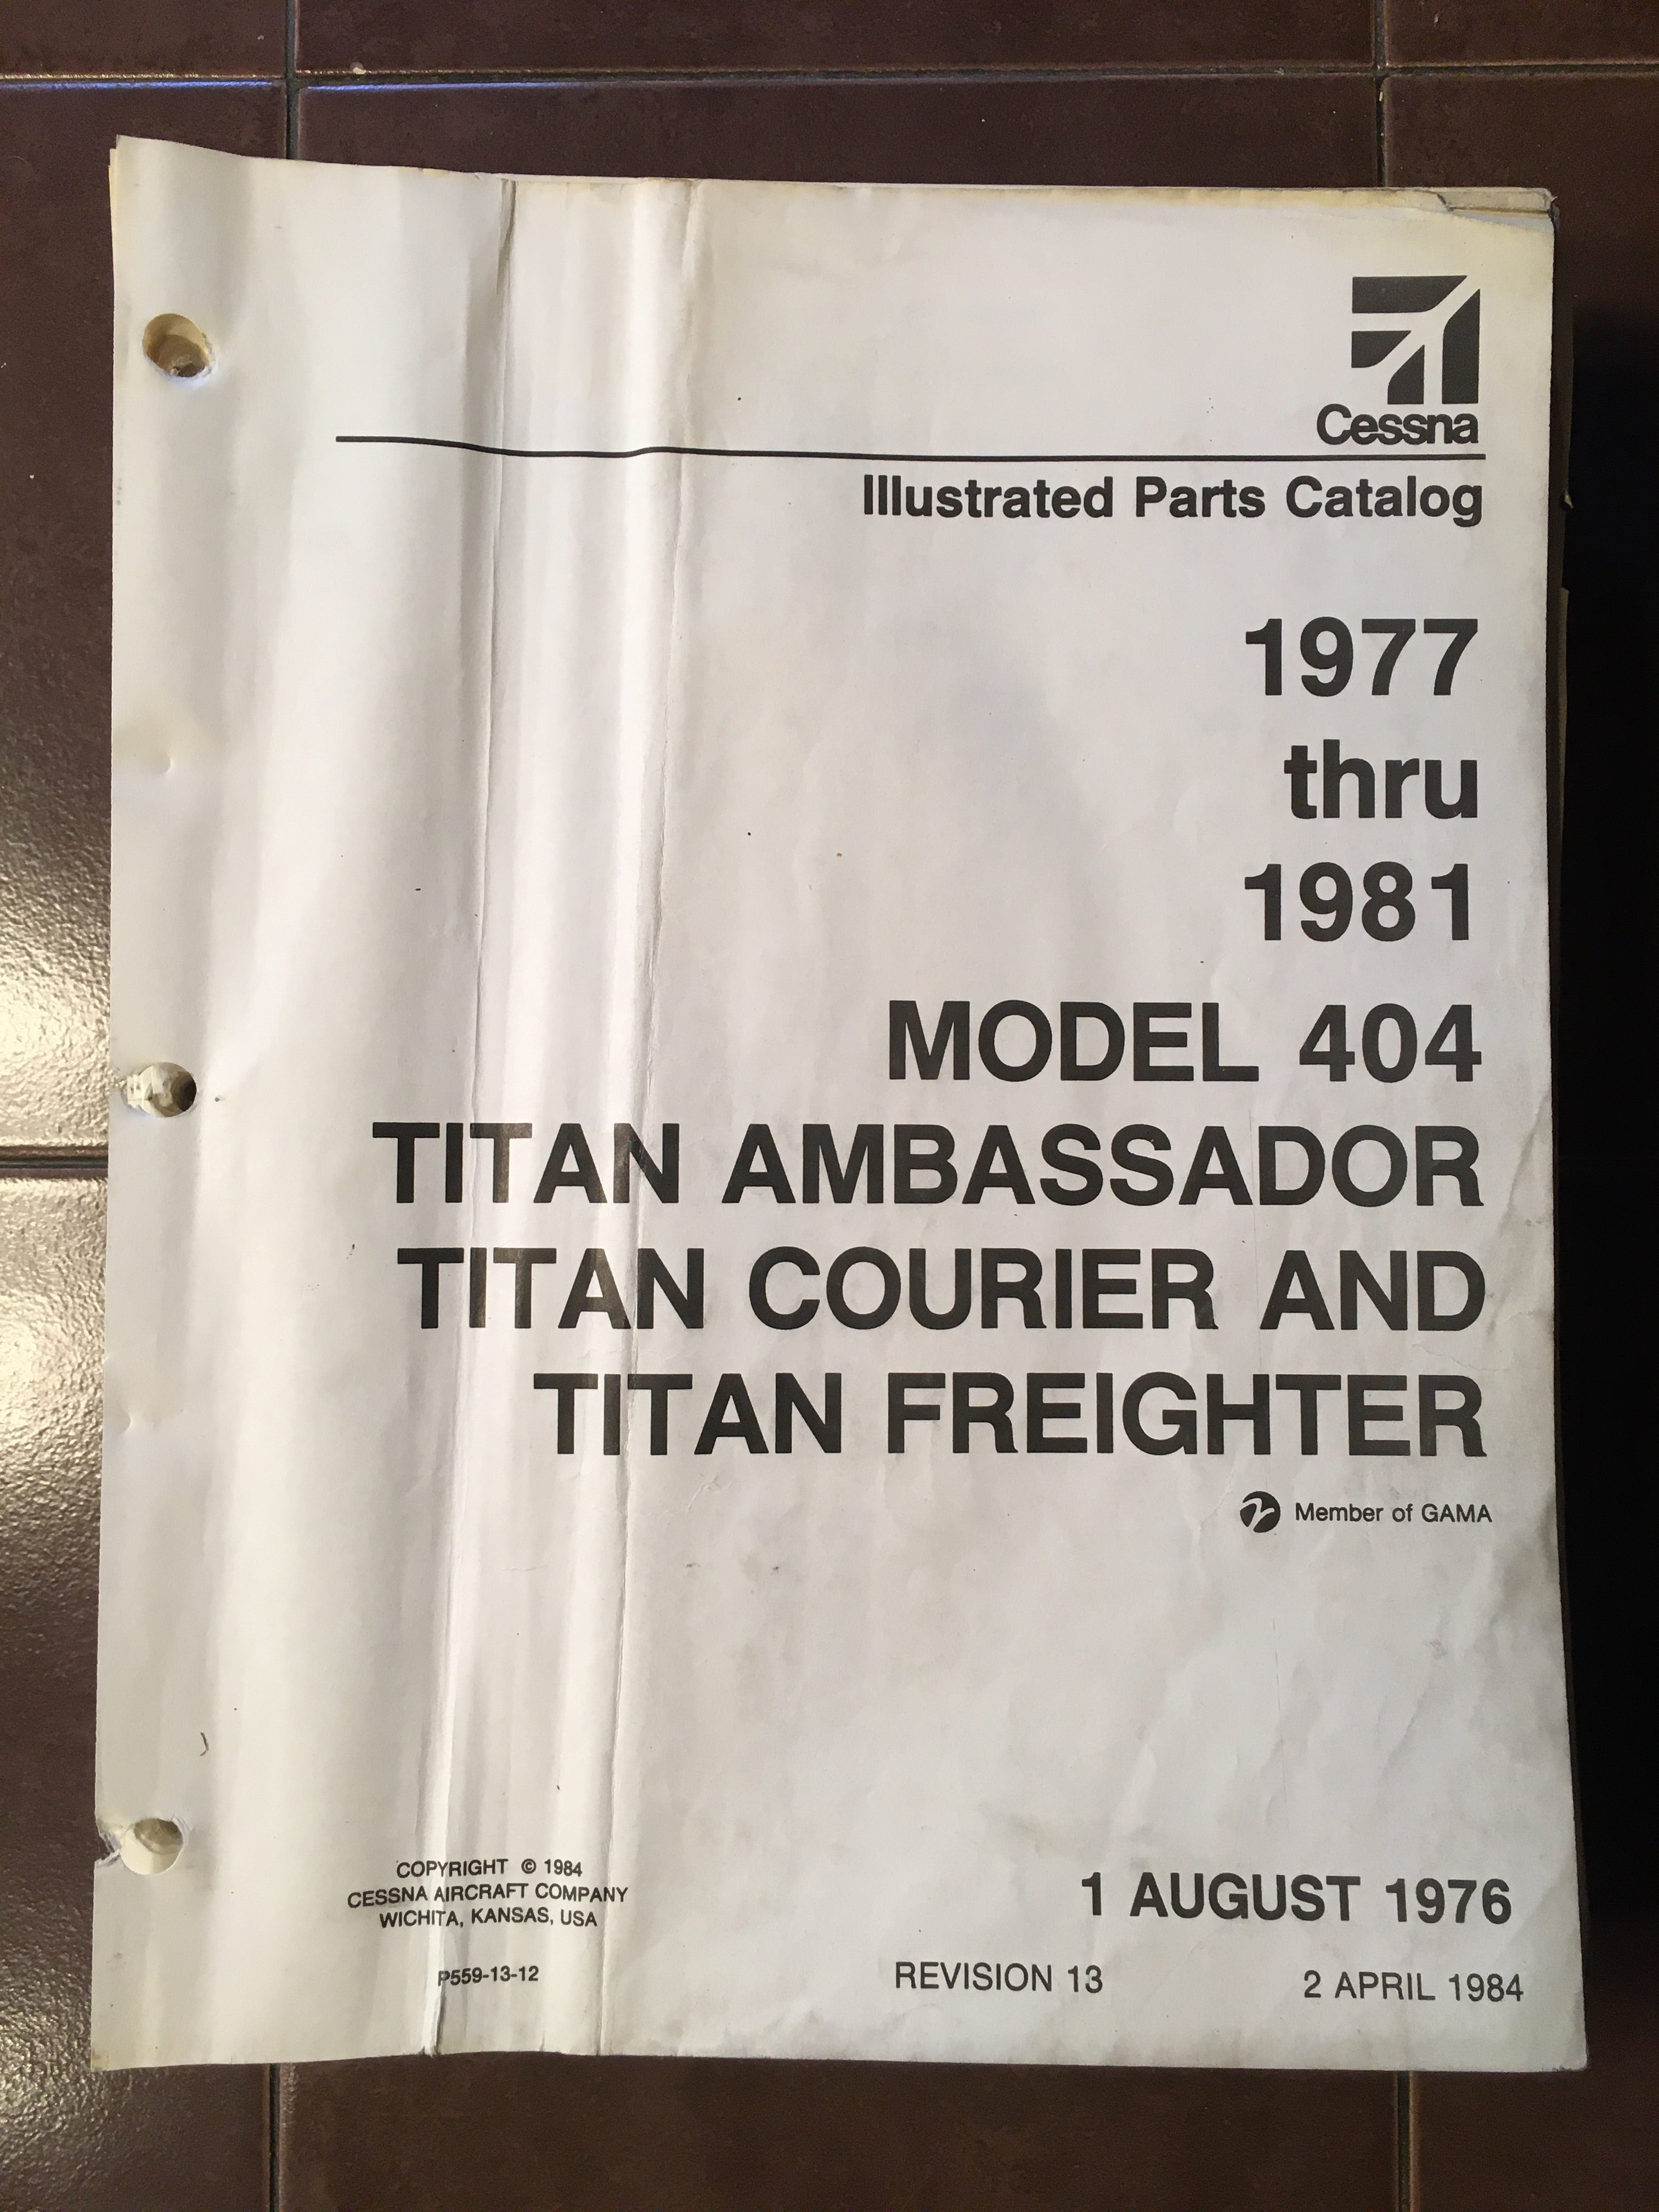 Cessna
Illustrated Parts Catalog
1977
thru
1981
MODEL 404
TITAN AMBASSADOR
TITAN COURIER AND
TITAN FREIGHTER
Member of GAMA
COPYRIGHT © 1984
CESSNA AIRCRAFT COMPANY
WICHITA, KANSAS, USA
P559-13-12
1 AUGUST 1976
REVISION 13
2 APRIL 1984